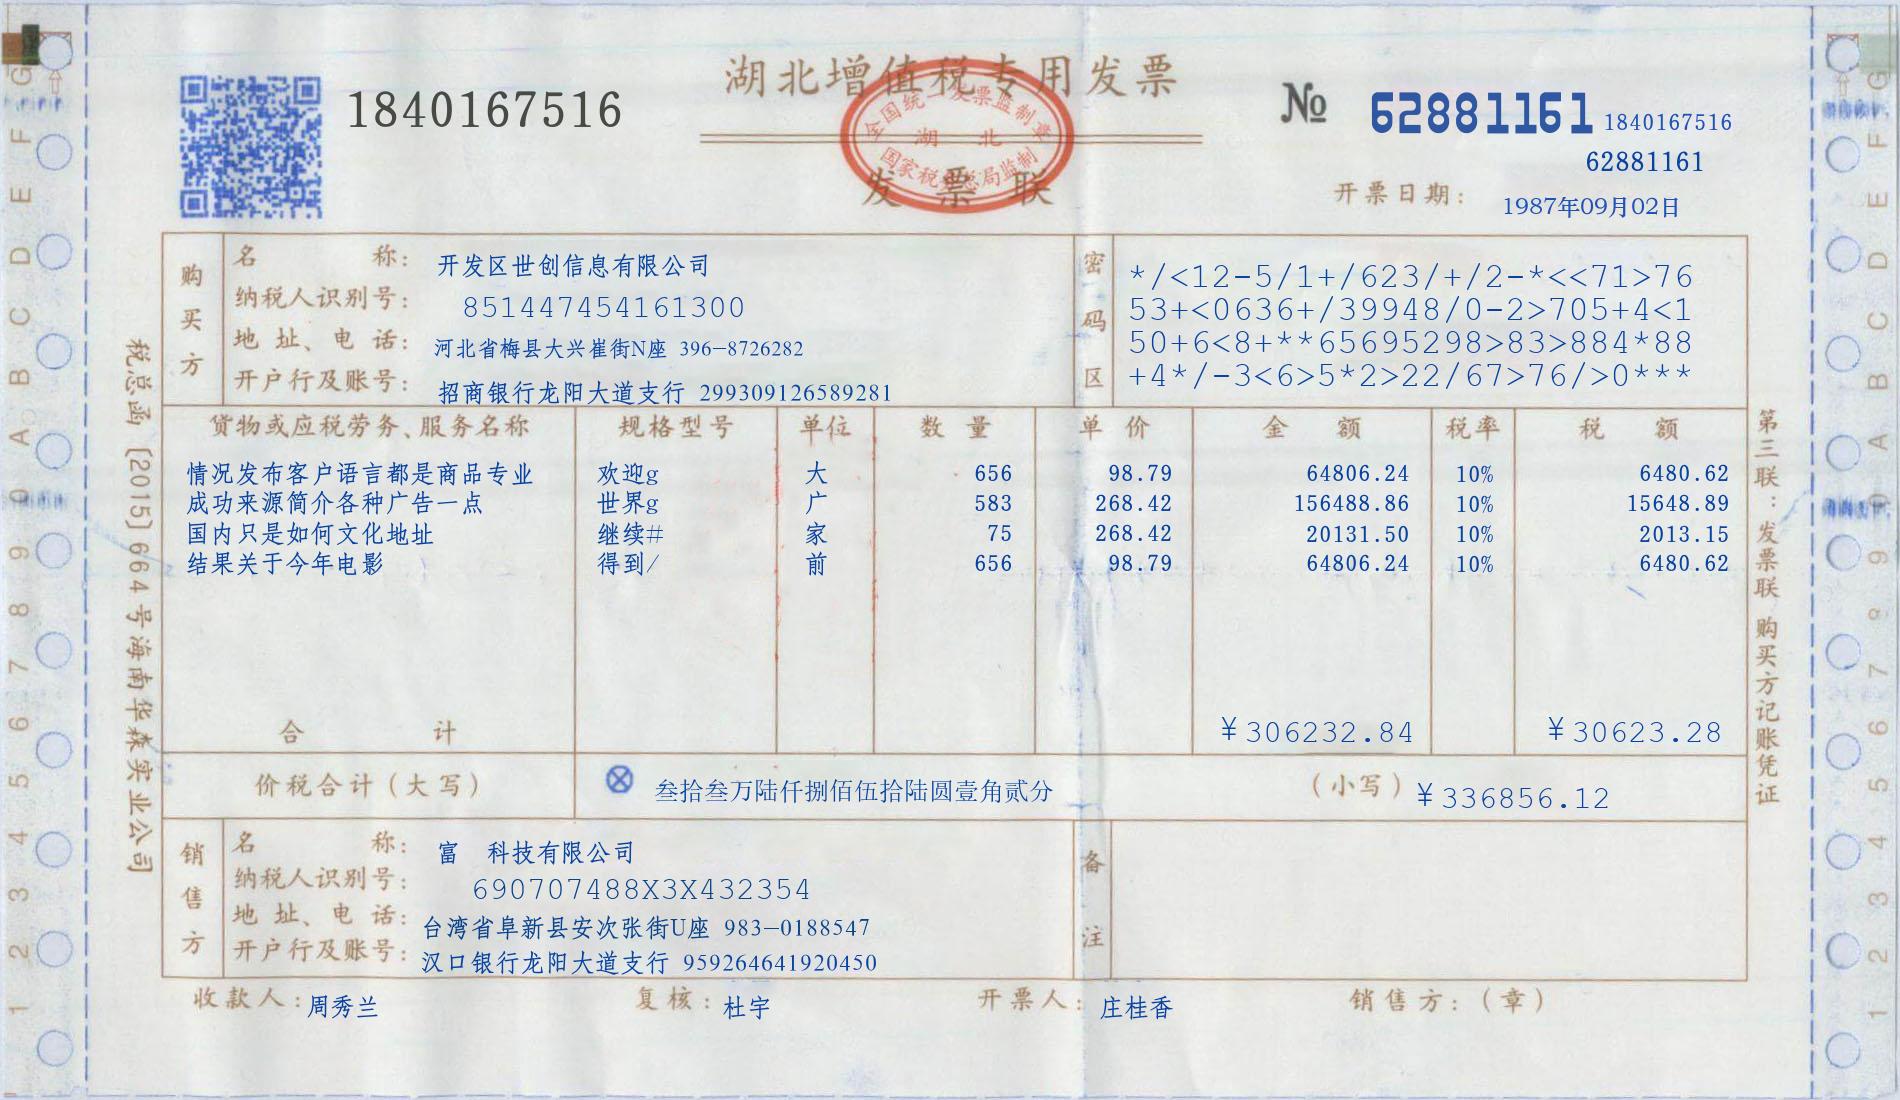 湖北增值税专用发票
全国统一发票监制章
湖 北
国家税务总局监制
发票联
1840167516
№ 62881161 1840167516
62881161
开票日期: 1987年09月02日
购买方
名 称: 开发区世创信息有限公司
纳税人识别号: 851447454161300
地 址、电 话: 河北省梅县大兴崔街N座 396-8726282
开户行及账号: 招商银行龙阳大道支行 299309126589281
密码区
*/<12-5/1+/623/+/2-*<<71>76
53+<0636+/39948/0-2>705+4<1
50+6<8+**65695298>83>884*88
+4*/-3<6>5*2>22/67>76/>0***
货物或应税劳务、服务名称 规格型号 单位 数 量 单 价 金 额 税率 税 额
情况发布客户语言都是商品专业 欢迎g 大 656 98.79 64806.24 10% 6480.62
成功来源简介各种广告一点 世界g 广 583 268.42 156488.86 10% 15648.89
国内只是如何文化地址 继续# 家 75 268.42 20131.50 10% 2013.15
结果关于今年电影 得到/ 前 656 98.79 64806.24 10% 6480.62
合 计 ¥306232.84 ¥30623.28
价税合计(大写) ⊗ 叁拾叁万陆仟捌佰伍拾陆圆壹角贰分 (小写) ¥336856.12
销售方
名 称: 富 科技有限公司
纳税人识别号: 690707488X3X432354
地 址、电 话: 台湾省阜新县安次张街U座 983-0188547
开户行及账号: 汉口银行龙阳大道支行 959264641920450
备注
收款人: 周秀兰 复核: 杜宇 开票人: 庄桂香 销售方: (章)
税总函 [2015] 664号海南华森实业公司
第三联: 发票联 购买方记账凭证
1 2 3 4 5 6 7 8 9 0 A B C D E F G
1 2 3 4 5 6 7 8 9 0 A B C D E F G